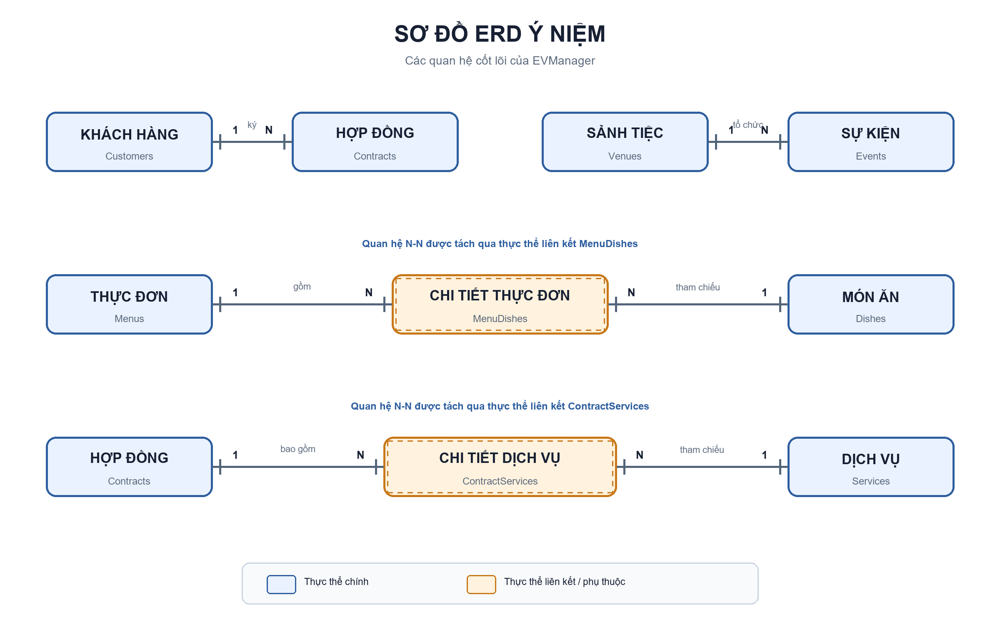 SƠ ĐỒ ERD Ý NIỆM
Các quan hệ cốt lõi của EVManager
KHÁCH HÀNG
Customers
1
ký
N
HỢP ĐỒNG
Contracts
SẢNH TIỆC
Venues
1
tổ chức
N
SỰ KIỆN
Events
Quan hệ N-N được tách qua thực thể liên kết MenuDishes
THỰC ĐƠN
Menus
1
gồm
N
CHI TIẾT THỰC ĐƠN
MenuDishes
N
tham chiếu
1
MÓN ĂN
Dishes
Quan hệ N-N được tách qua thực thể liên kết ContractServices
HỢP ĐỒNG
Contracts
1
bao gồm
N
CHI TIẾT DỊCH VỤ
ContractServices
N
tham chiếu
1
DỊCH VỤ
Services
Thực thể chính
Thực thể liên kết / phụ thuộc